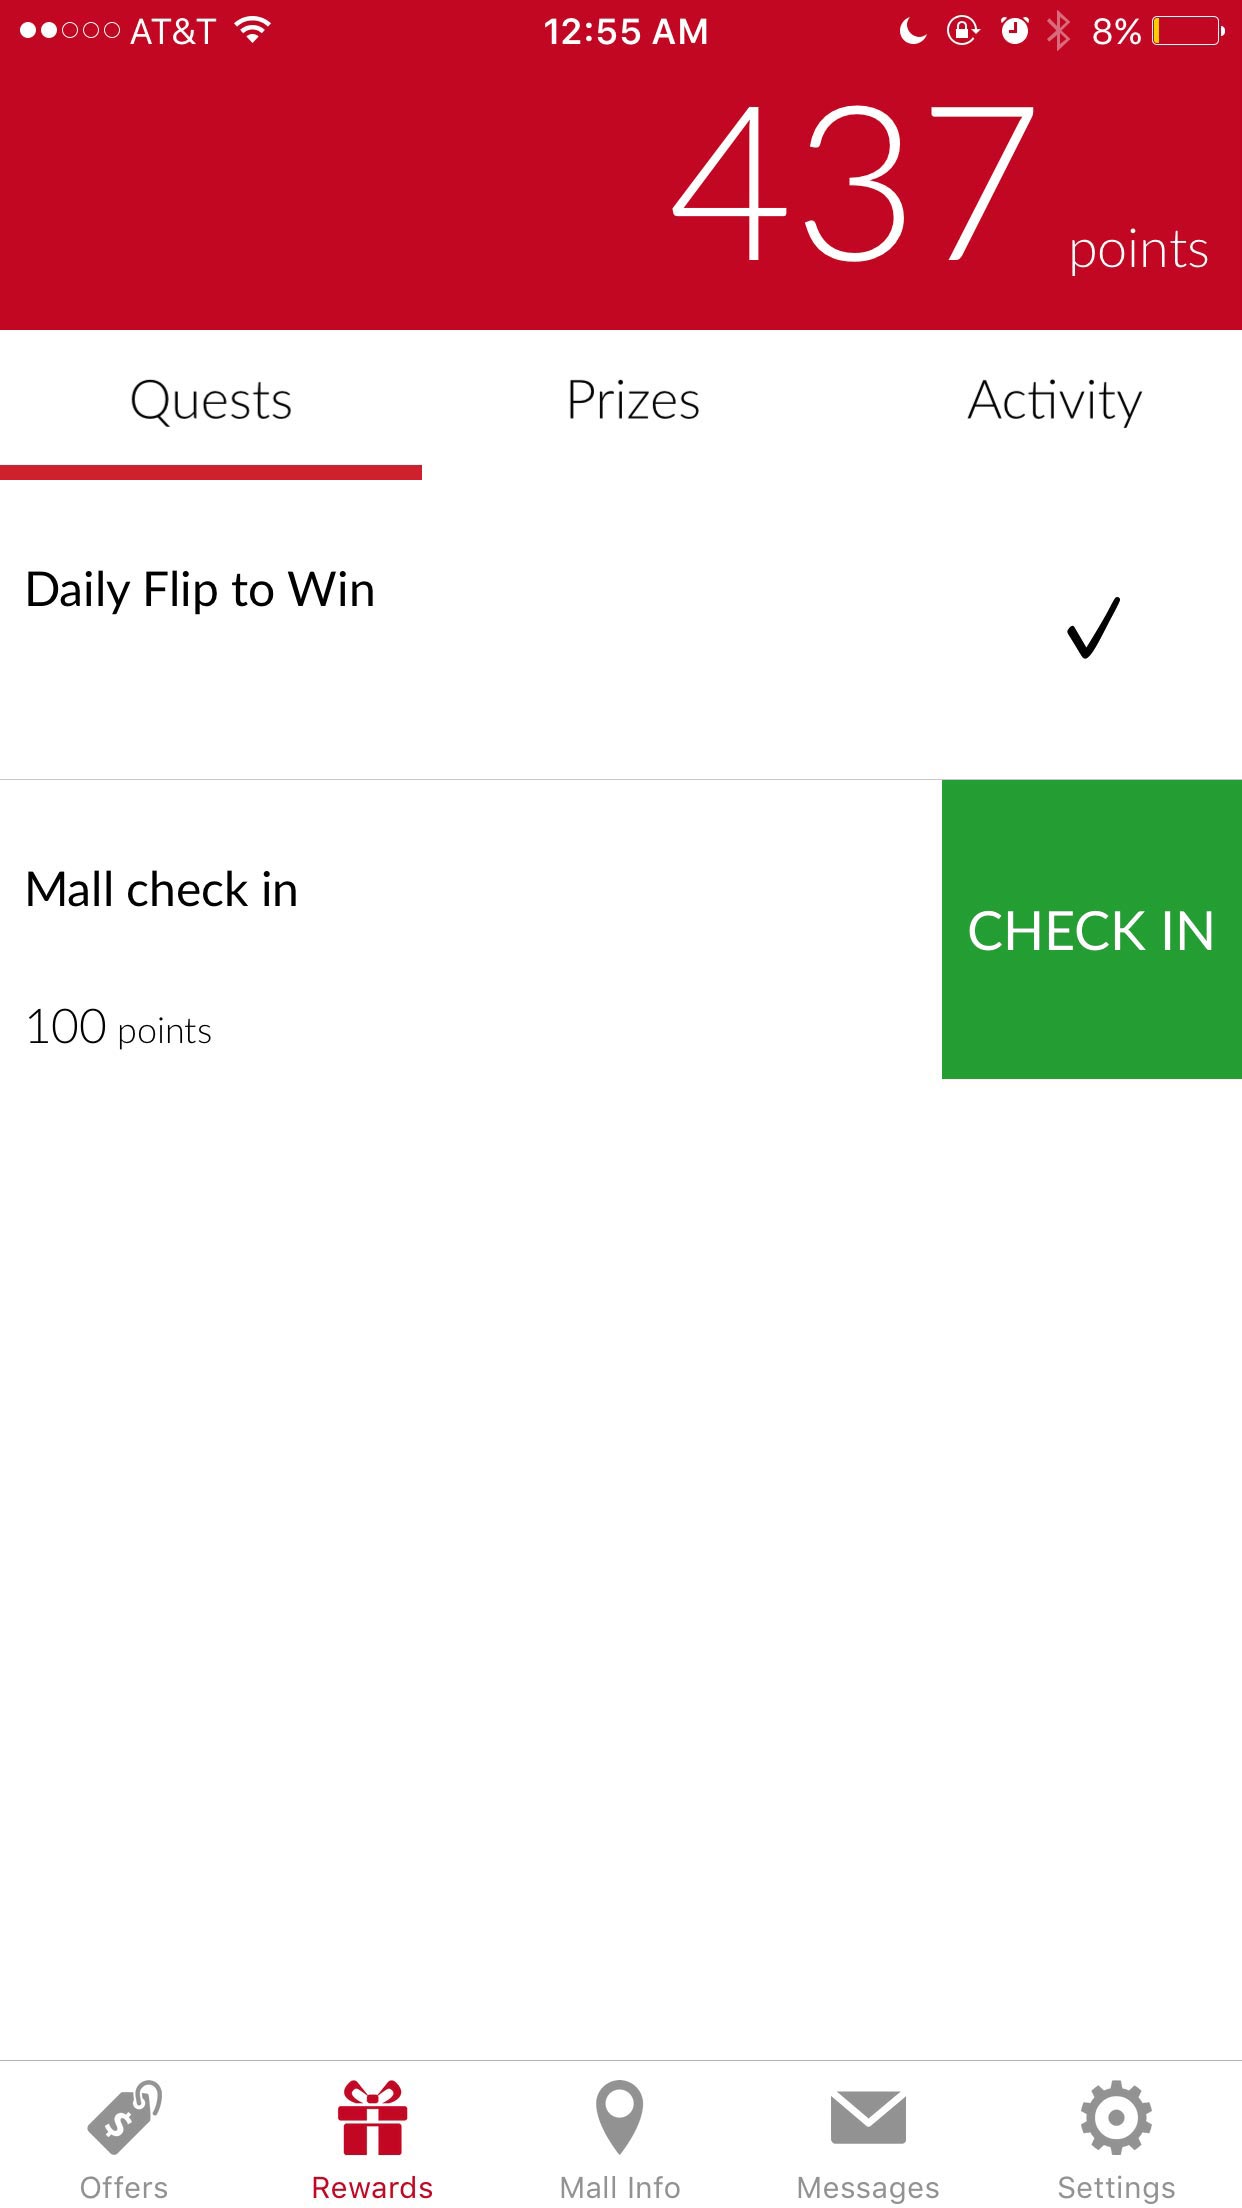 AT&T 12:55 AM 8%
437 points
Quests Prizes Activity
Daily Flip to Win
Mall check in
CHECK IN
100 points
Offers Rewards Mall Info Messages Settings